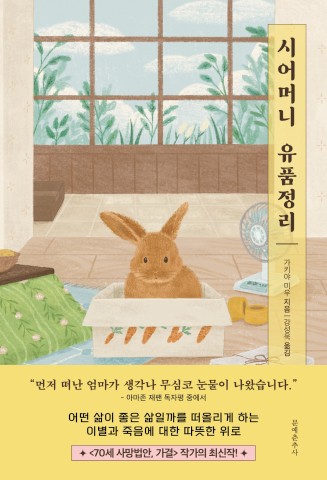 시어머니 유품정리
가키야 미우 지음 | 강성욱 옮김
“먼저 떠난 엄마가 생각나 무심코 눈물이 나왔습니다.”
- 아마존 재팬 독자평 중에서
어떤 삶이 좋은 삶일까를 떠올리게 하는
이별과 죽음에 대한 따뜻한 위로
<70세 사망법안, 가결> 작가의 최신작!
문예춘추사